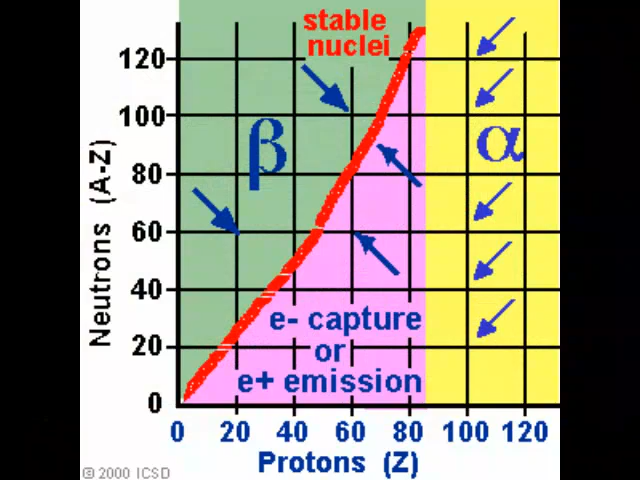 stable
nuclei
120
100
80
60
40
20
0
Neutrons (A-Z)
β
α
e- capture
or
e+ emission
0 20 40 60 80 100 120
Protons (Z)
© 2000 ICSD